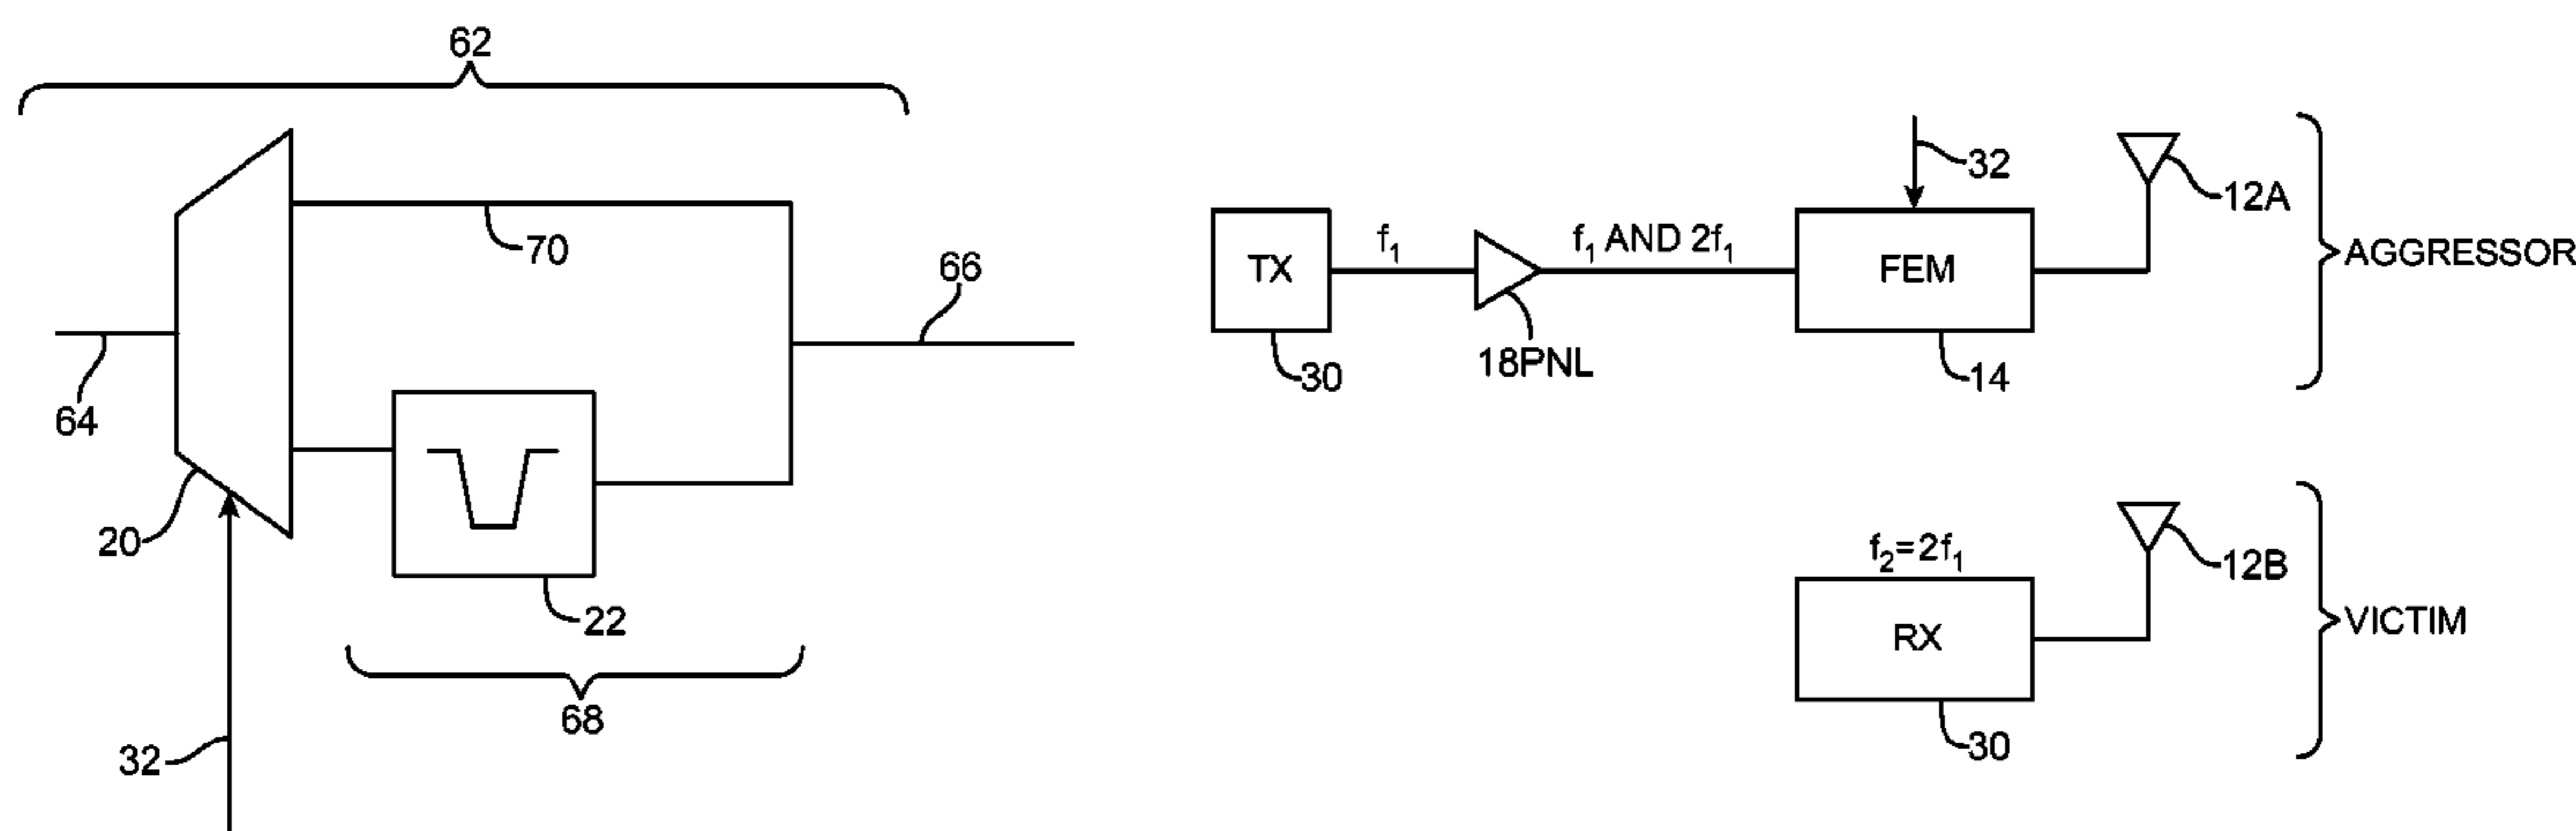 62
70
66
64
20
22
68
32
TX
f1
f1 AND 2f1
32
FEM
12A
AGGRESSOR
30
18PNL
14
f2=2f1
RX
12B
VICTIM
30